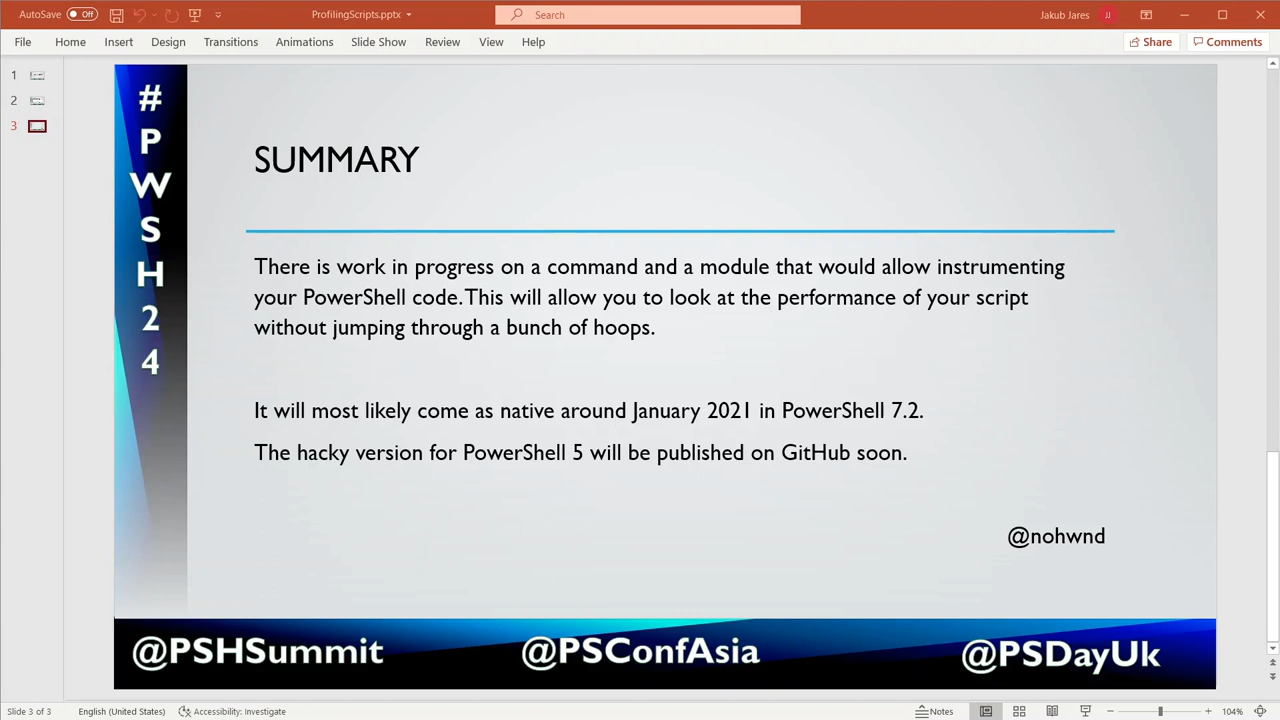 AutoSave Off
ProfilingScripts.pptx
Search
Jakub Jares JJ
File Home Insert Design Transitions Animations Slide Show Review View Help
Share Comments
1
2
3
#
P
W
S
H
2
4
SUMMARY
There is work in progress on a command and a module that would allow instrumenting
your PowerShell code. This will allow you to look at the performance of your script
without jumping through a bunch of hoops.
It will most likely come as native around January 2021 in PowerShell 7.2.
The hacky version for PowerShell 5 will be published on GitHub soon.
@nohwnd
@PSHSummit @PSConfAsia @PSDayUk
Slide 3 of 3 English (United States) Accessibility: Investigate Notes 104%